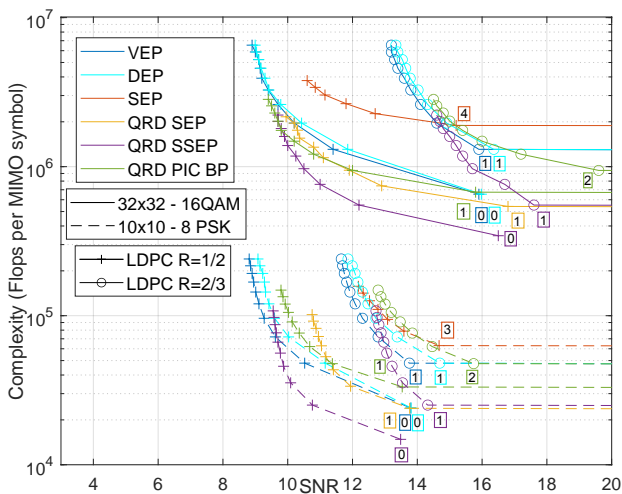 10^7
VEP
DEP
SEP
QRD SEP
QRD SSEP
QRD PIC BP
32x32 - 16QAM
10x10 - 8 PSK
LDPC R=1/2
LDPC R=2/3
Complexity (Flops per MIMO symbol)
4
10^6
1 1
2
1 0 0 1 1
0
10^5
3
1 1 1 2
1 0 0 1
0
10^4
4 6 8 10 12 14 16 18 20
SNR